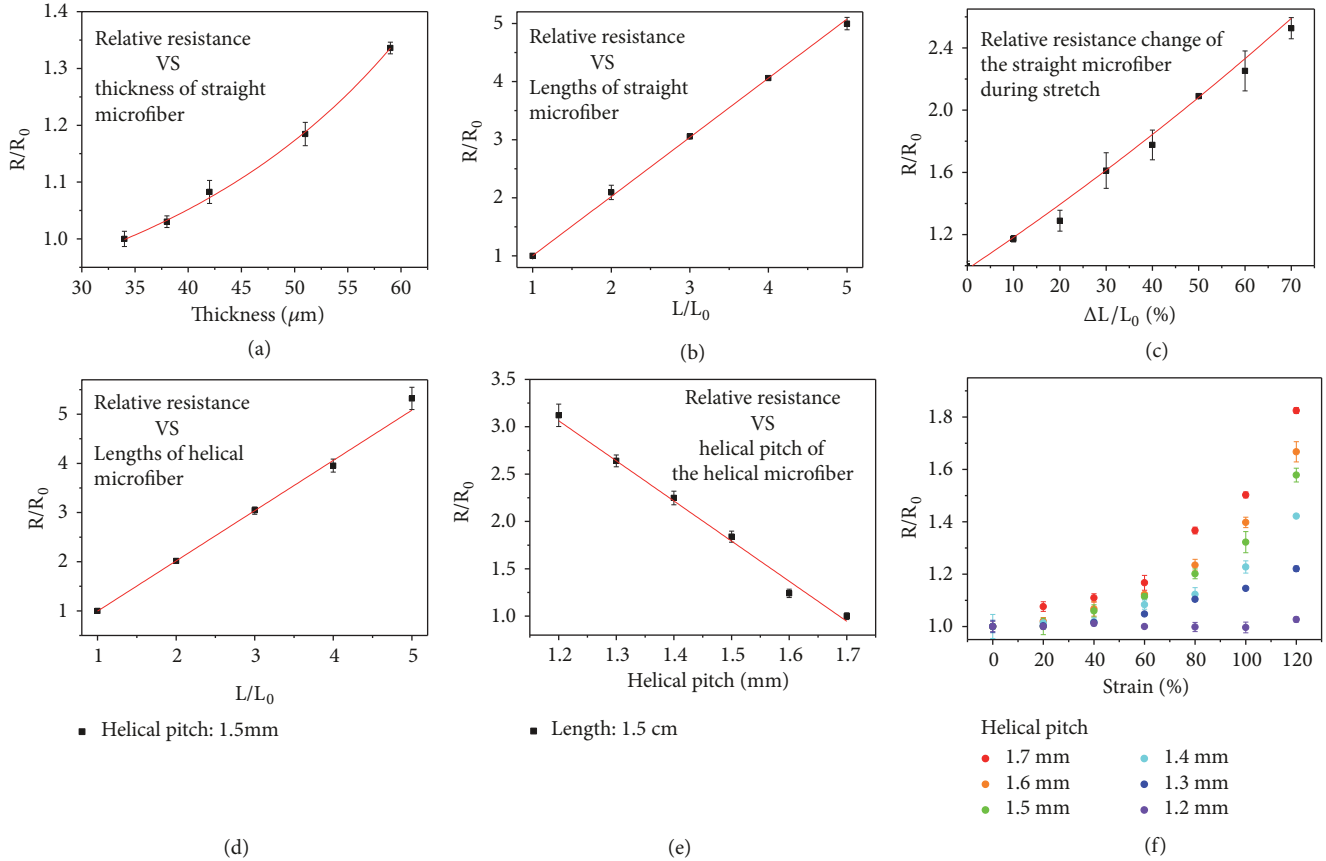 1.4
1.3
1.2
1.1
1.0
R/R0
Relative resistance
VS
thickness of straight
microfiber
30 35 40 45 50 55 60
Thickness (μm)
(a)
5
4
3
2
1
R/R0
Relative resistance
VS
Lengths of straight
microfiber
1 2 3 4 5
L/L0
(b)
2.4
2.0
1.6
1.2
R/R0
Relative resistance change of
the straight microfiber
during stretch
10 20 30 40 50 60 70
ΔL/L0 (%)
(c)
5
4
3
2
1
R/R0
Relative resistance
VS
Lengths of helical
microfiber
1 2 3 4 5
L/L0
Helical pitch: 1.5mm
(d)
3.5
3.0
2.5
2.0
1.5
1.0
R/R0
Relative resistance
VS
helical pitch of
the helical microfiber
1.2 1.3 1.4 1.5 1.6 1.7
Helical pitch (mm)
Length: 1.5 cm
(e)
1.8
1.6
1.4
1.2
1.0
R/R0
0 20 40 60 80 100 120
Strain (%)
Helical pitch
1.7 mm 1.4 mm
1.6 mm 1.3 mm
1.5 mm 1.2 mm
(f)